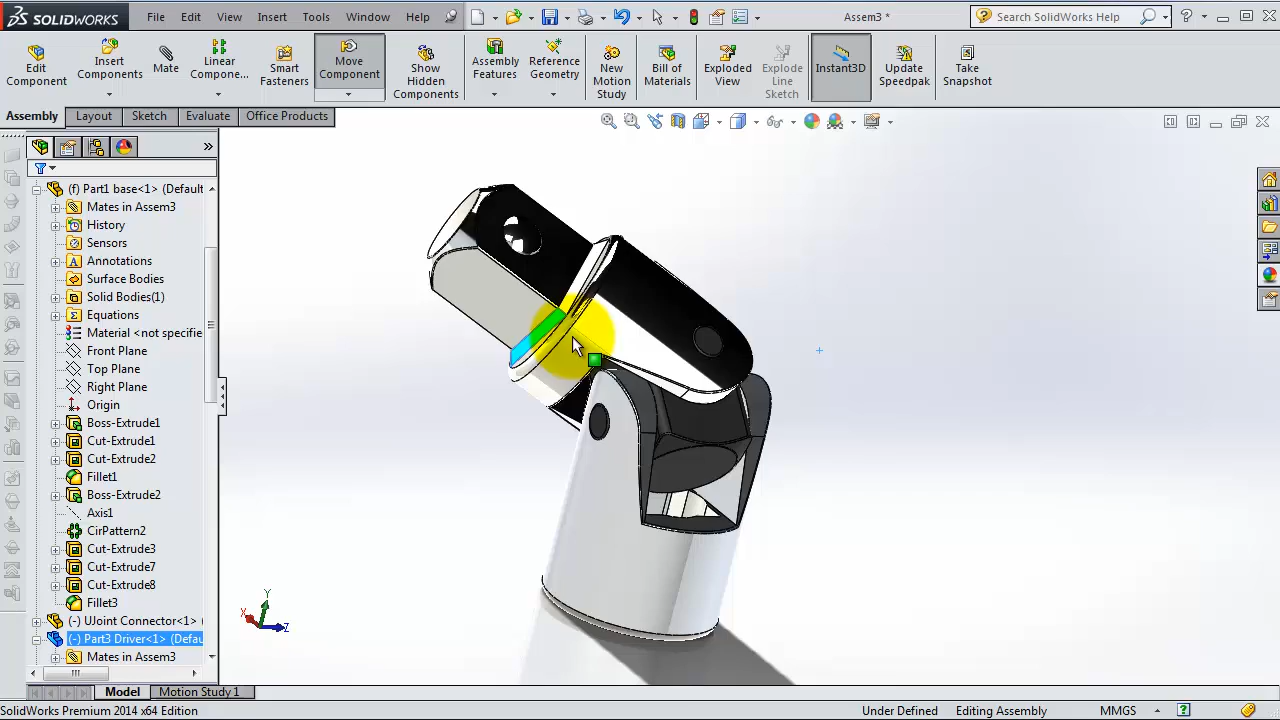 SOLIDWORKS File Edit View Insert Tools Window Help Assem3 * Search SolidWorks Help
Edit Component
Insert Components
Mate
Linear Compone...
Smart Fasteners
Move Component
Show Hidden Components
Assembly Features
Reference Geometry
New Motion Study
Bill of Materials
Exploded View
Explode Line Sketch
Instant3D
Update Speedpak
Take Snapshot
Assembly Layout Sketch Evaluate Office Products
(f) Part1 base<1> (Default
Mates in Assem3
History
Sensors
Annotations
Surface Bodies
Solid Bodies(1)
Equations
Material <not specifie
Front Plane
Top Plane
Right Plane
Origin
Boss-Extrude1
Cut-Extrude1
Cut-Extrude2
Fillet1
Boss-Extrude2
Axis1
CirPattern2
Cut-Extrude3
Cut-Extrude7
Cut-Extrude8
Fillet3
(-) UJoint Connector<1> (
(-) Part3 Driver<1> (Defau
Mates in Assem3
Y
X
Z
Model Motion Study 1
SolidWorks Premium 2014 x64 Edition Under Defined Editing Assembly MMGS